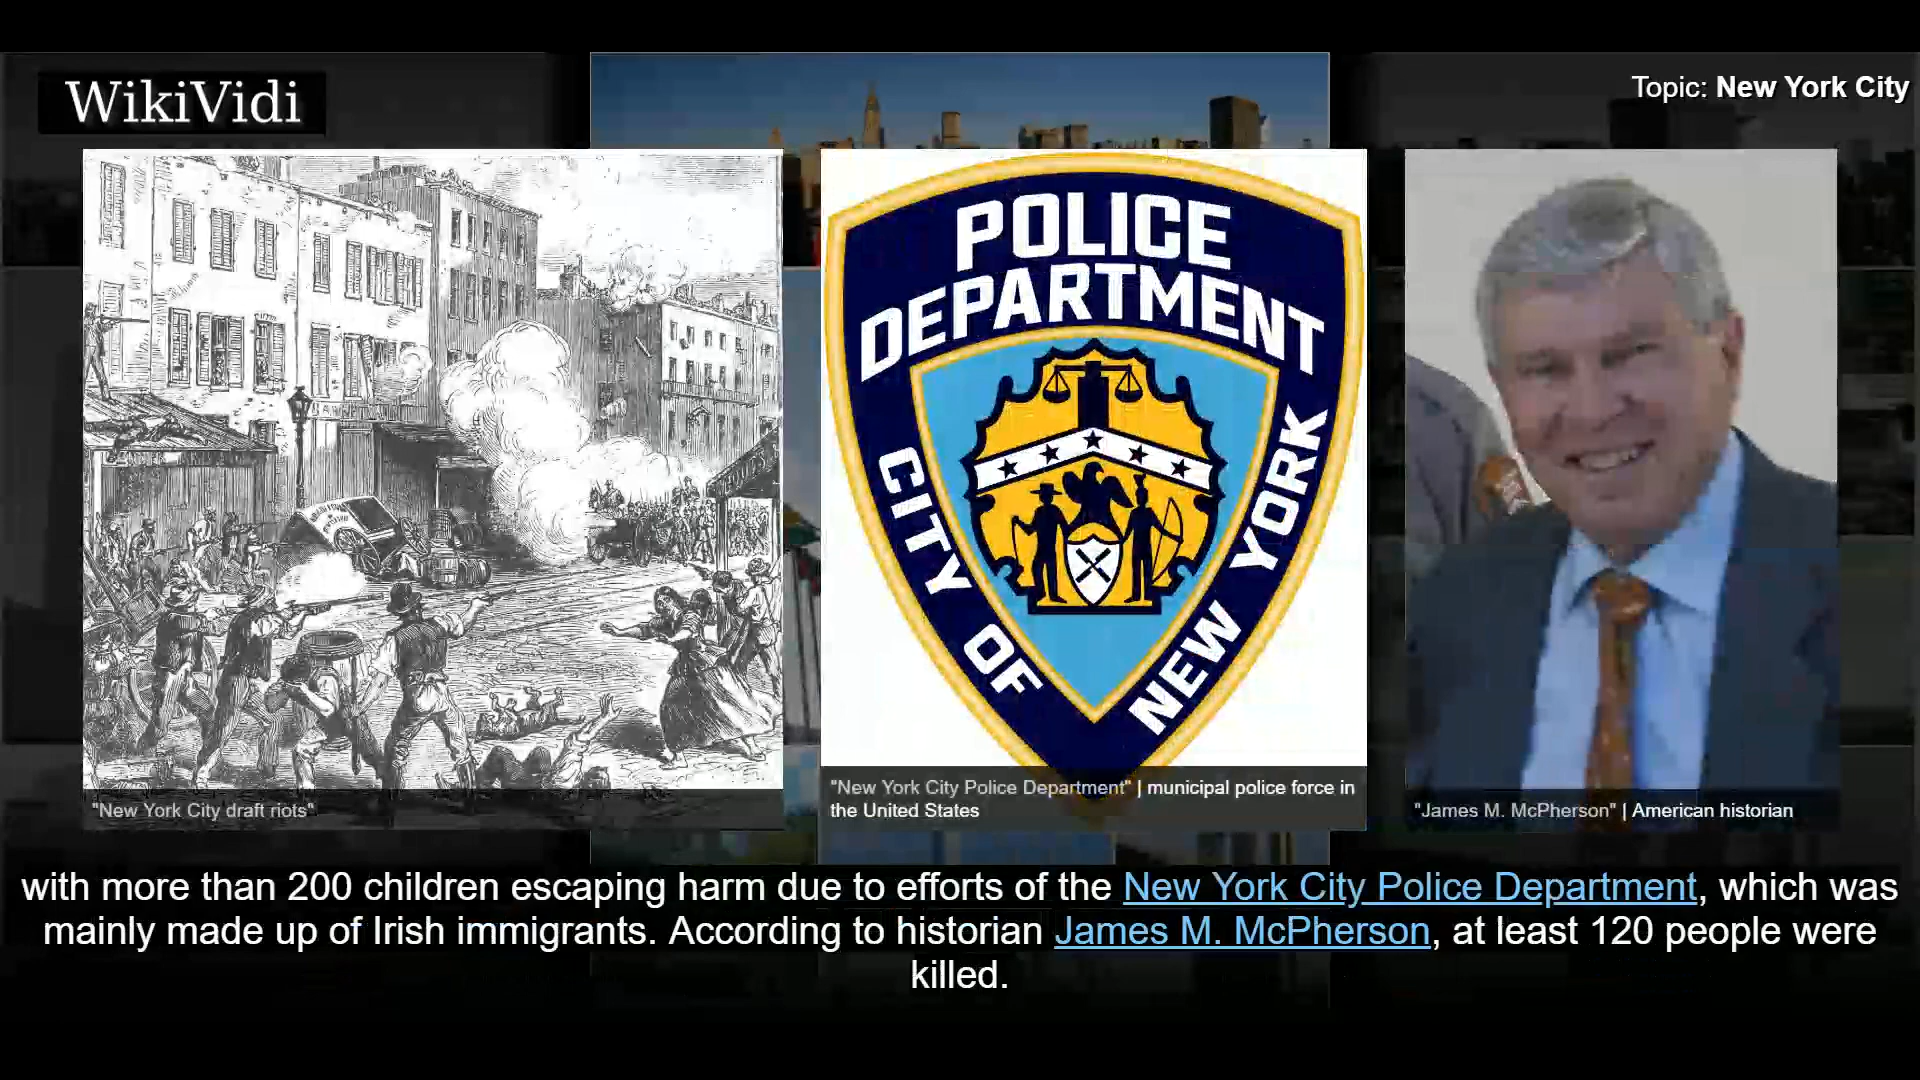 WikiVidi
Topic: New York City
POLICE
DEPARTMENT
CITY OF
NEW YORK
"New York City draft riots"
"New York City Police Department" | municipal police force in
the United States
"James M. McPherson" | American historian
with more than 200 children escaping harm due to efforts of the New York City Police Department, which was
mainly made up of Irish immigrants. According to historian James M. McPherson, at least 120 people were
killed.